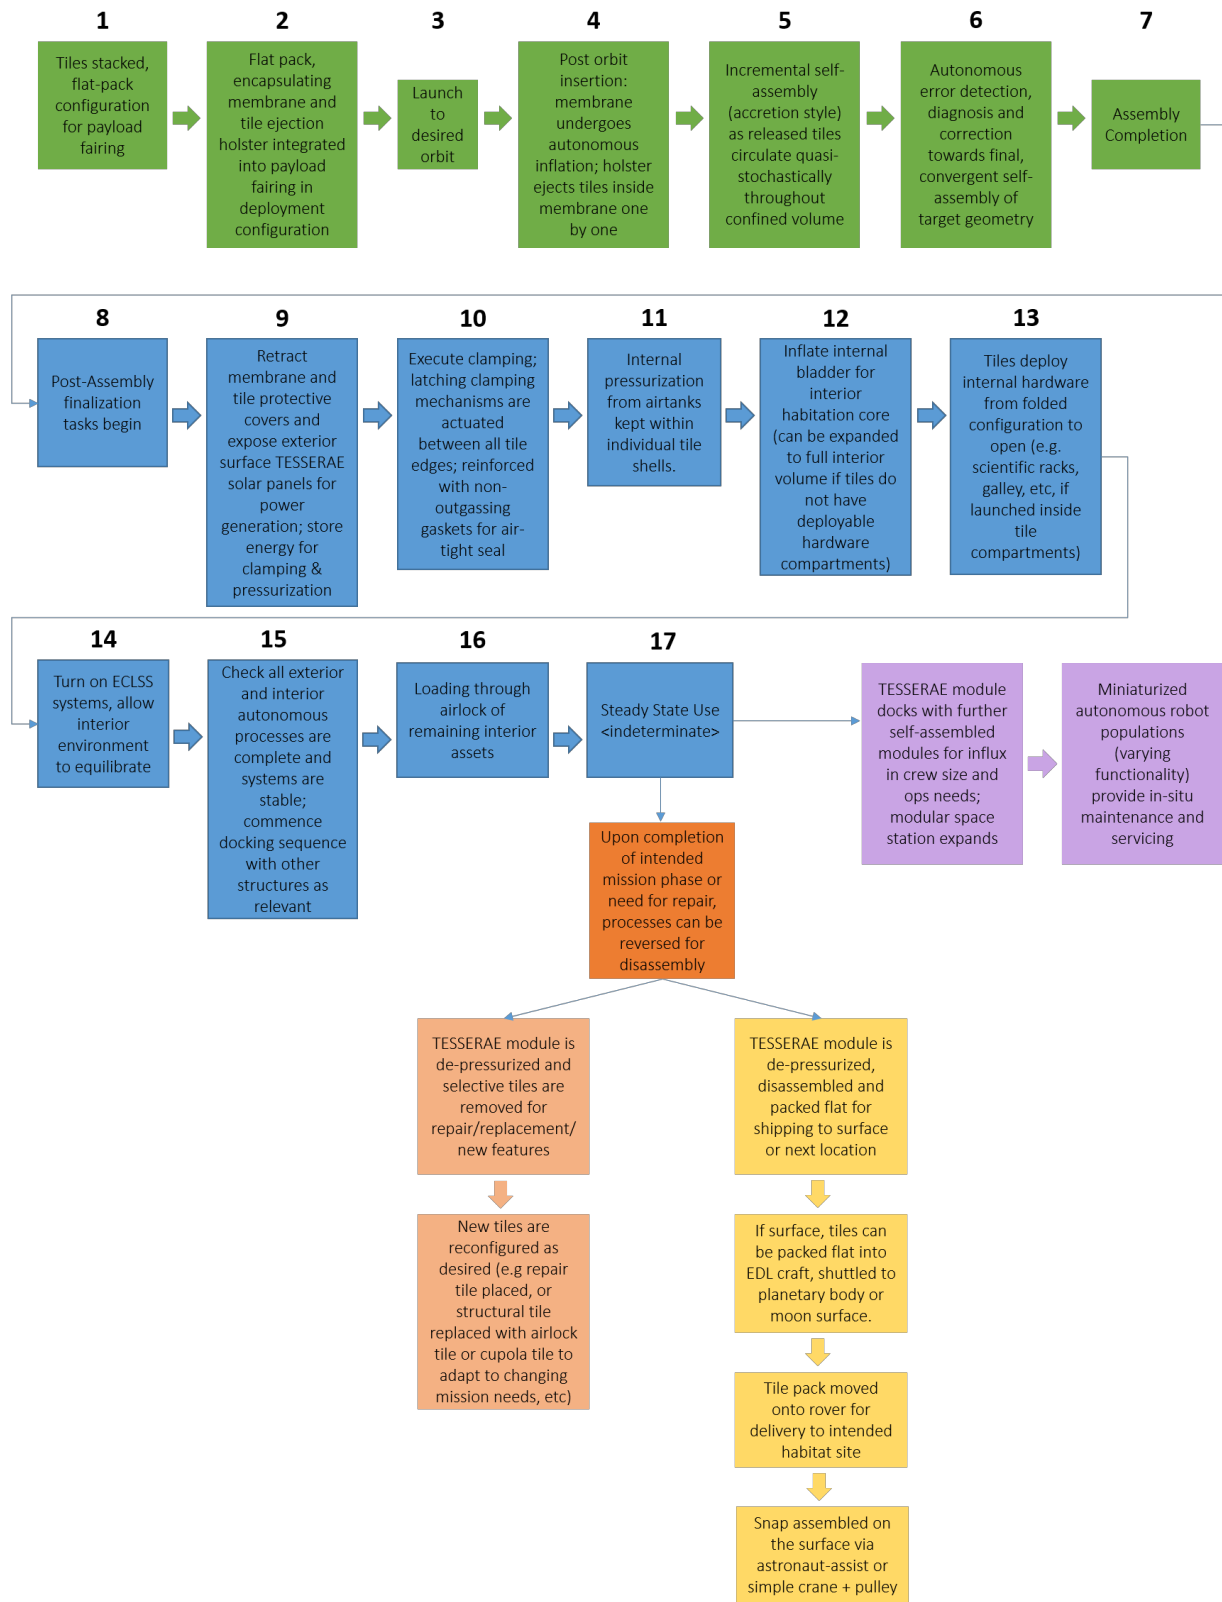 1
2
3
4
5
6
7
Tiles stacked,
flat-pack
configuration
for payload
fairing
Flat pack,
encapsulating
membrane and
tile ejection
holster integrated
into payload
fairing in
deployment
configuration
Launch
to
desired
orbit
Post orbit
insertion:
membrane
undergoes
autonomous
inflation; holster
ejects tiles inside
membrane one
by one
Incremental self-
assembly
(accretion style)
as released tiles
circulate quasi-
stochastically
throughout
confined volume
Autonomous
error detection,
diagnosis and
correction
towards final,
convergent self-
assembly of
target geometry
Assembly
Completion
8
9
10
11
12
13
Post-Assembly
finalization
tasks begin
Retract
membrane and
tile protective
covers and
expose exterior
surface TESSERAE
solar panels for
power
generation; store
energy for
clamping &
pressurization
Execute clamping;
latching clamping
mechanisms are
actuated
between all tile
edges; reinforced
with non-
outgassing
gaskets for air-
tight seal
Internal
pressurization
from airtanks
kept within
individual tile
shells.
Inflate internal
bladder for
interior
habitation core
(can be expanded
to full interior
volume if tiles do
not have
deployable
hardware
compartments)
Tiles deploy
internal hardware
from folded
configuration to
open (e.g.
scientific racks,
galley, etc, if
launched inside
tile
compartments)
14
15
16
17
Turn on ECLSS
systems, allow
interior
environment
to equilibrate
Check all exterior
and interior
autonomous
processes are
complete and
systems are
stable;
commence
docking sequence
with other
structures as
relevant
Loading through
airlock of
remaining interior
assets
Steady State Use
<indeterminate>
TESSERAE module
docks with further
self-assembled
modules for influx
in crew size and
ops needs;
modular space
station expands
Miniaturized
autonomous robot
populations
(varying
functionality)
provide in-situ
maintenance and
servicing
Upon completion
of intended
mission phase or
need for repair,
processes can be
reversed for
disassembly
TESSERAE module is
de-pressurized and
selective tiles are
removed for
repair/replacement/
new features
TESSERAE module is
de-pressurized,
disassembled and
packed flat for
shipping to surface
or next location
New tiles are
reconfigured as
desired (e.g repair
tile placed, or
structural tile
replaced with airlock
tile or cupola tile to
adapt to changing
mission needs, etc)
If surface, tiles can
be packed flat into
EDL craft, shuttled to
planetary body or
moon surface.
Tile pack moved
onto rover for
delivery to intended
habitat site
Snap assembled on
the surface via
astronaut-assist or
simple crane + pulley